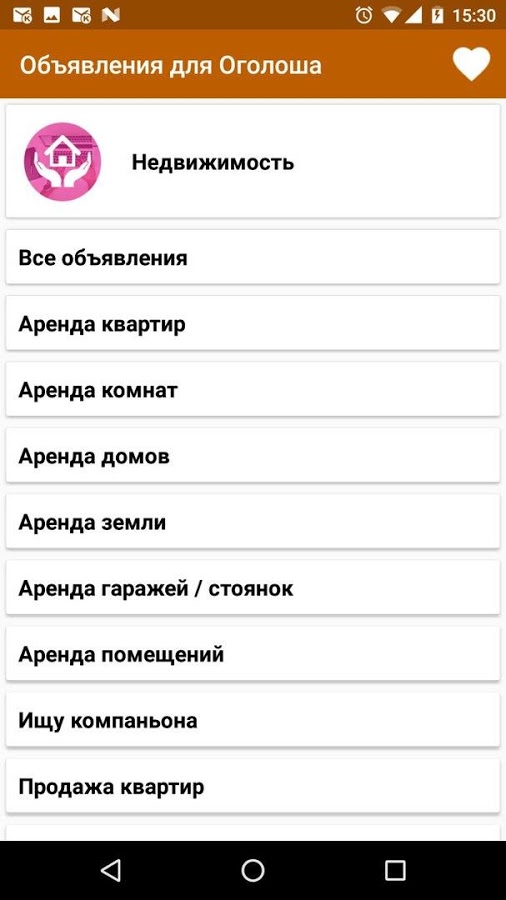 15:30
Объявления для Оголоша
Недвижимость
Все объявления
Аренда квартир
Аренда комнат
Аренда домов
Аренда земли
Аренда гаражей / стоянок
Аренда помещений
Ищу компаньона
Продажа квартир